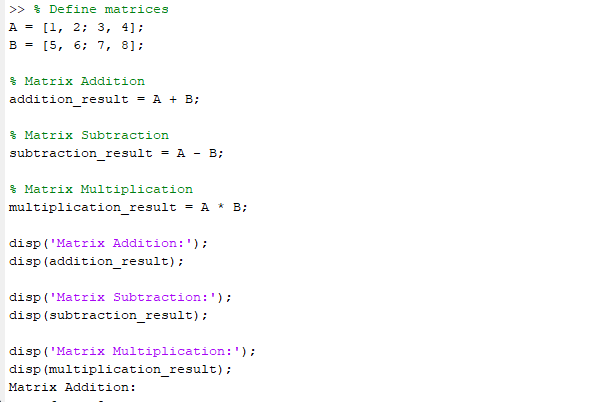 >> % Define matrices
A = [1, 2; 3, 4];
B = [5, 6; 7, 8];
% Matrix Addition
addition_result = A + B;
% Matrix Subtraction
subtraction_result = A - B;
% Matrix Multiplication
multiplication_result = A * B;
disp('Matrix Addition:');
disp(addition_result);
disp('Matrix Subtraction:');
disp(subtraction_result);
disp('Matrix Multiplication:');
disp(multiplication_result);
Matrix Addition: